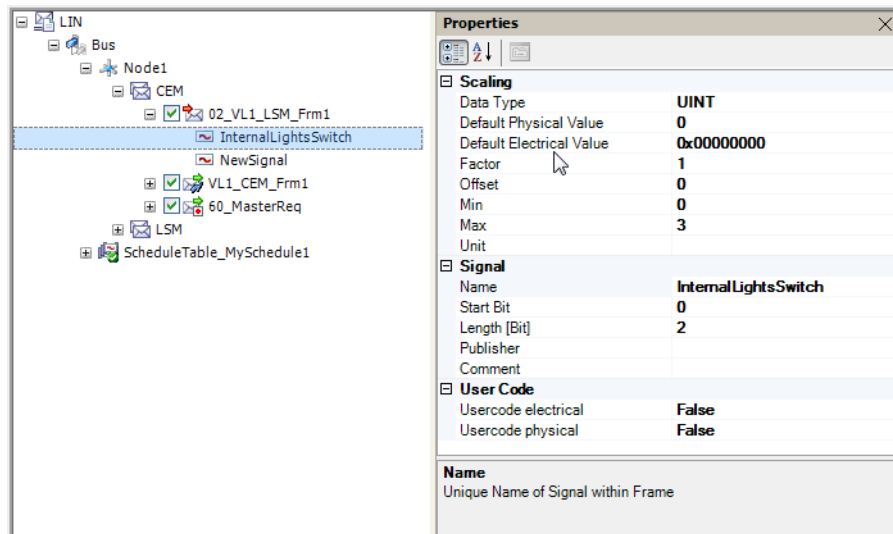 LIN
Bus
Node1
CEM
02_VL1_LSM_Frm1
InternalLightsSwitch
NewSignal
VL1_CEM_Frm1
60_MasterReq
LSM
ScheduleTable_MySchedule1
Properties
A
Z
Scaling
Data Type UINT
Default Physical Value 0
Default Electrical Value 0x00000000
Factor 1
Offset 0
Min 0
Max 3
Unit
Signal
Name InternalLightsSwitch
Start Bit 0
Length [Bit] 2
Publisher
Comment
User Code
Usercode electrical False
Usercode physical False
Name
Unique Name of Signal within Frame